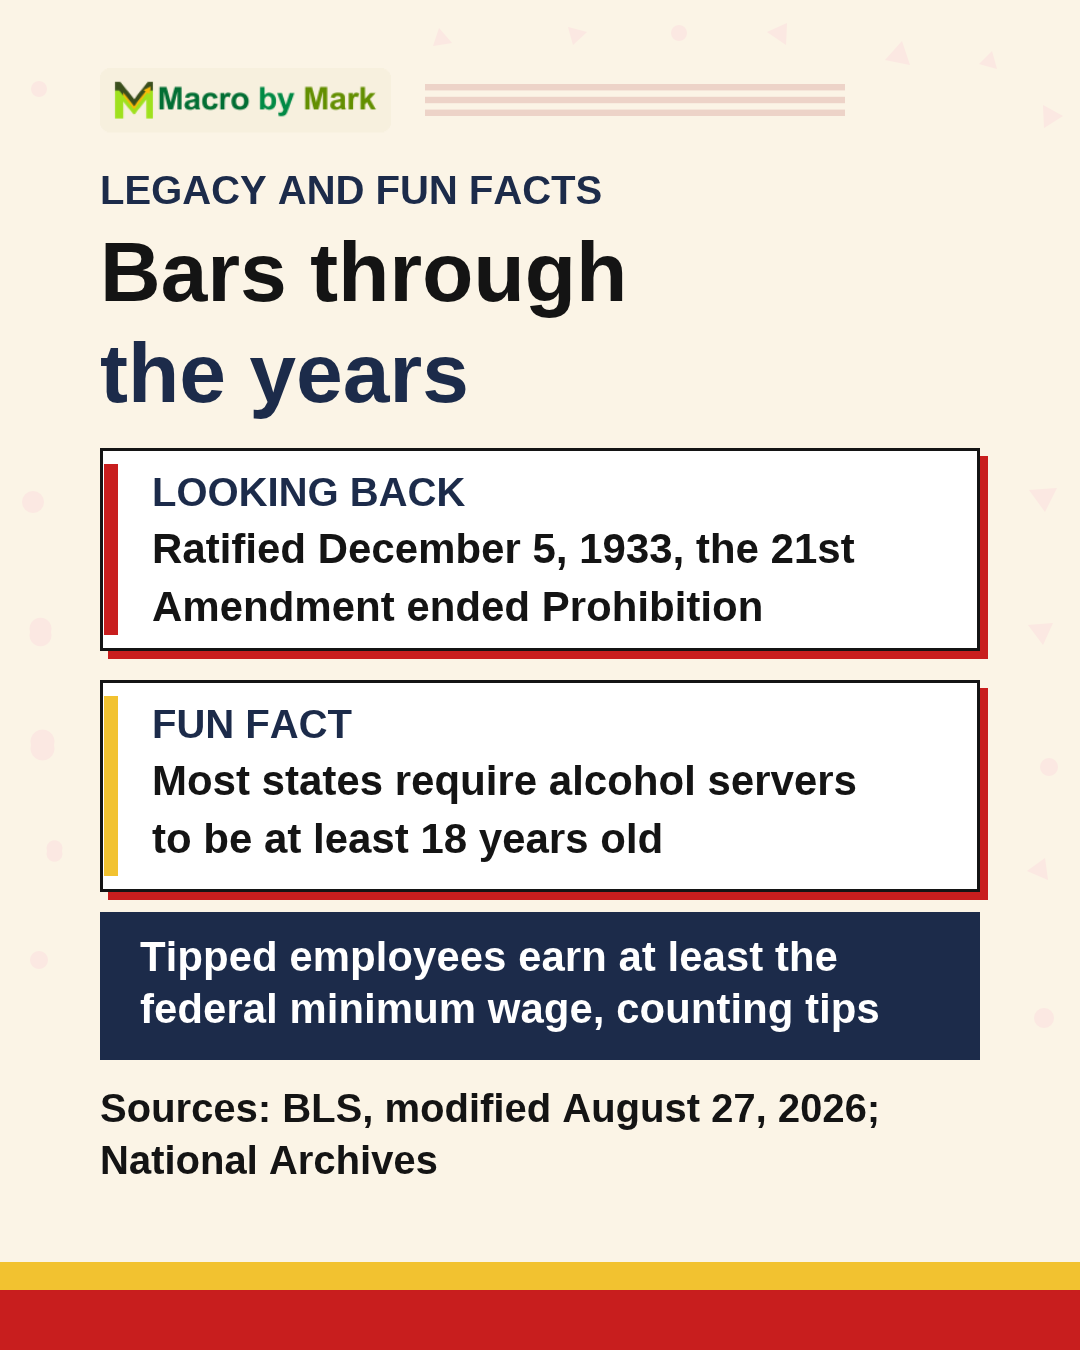 Macro by Mark
LEGACY AND FUN FACTS
Bars through
the years
LOOKING BACK
Ratified December 5, 1933, the 21st
Amendment ended Prohibition
FUN FACT
Most states require alcohol servers
to be at least 18 years old
Tipped employees earn at least the
federal minimum wage, counting tips
Sources: BLS, modified August 27, 2026;
National Archives